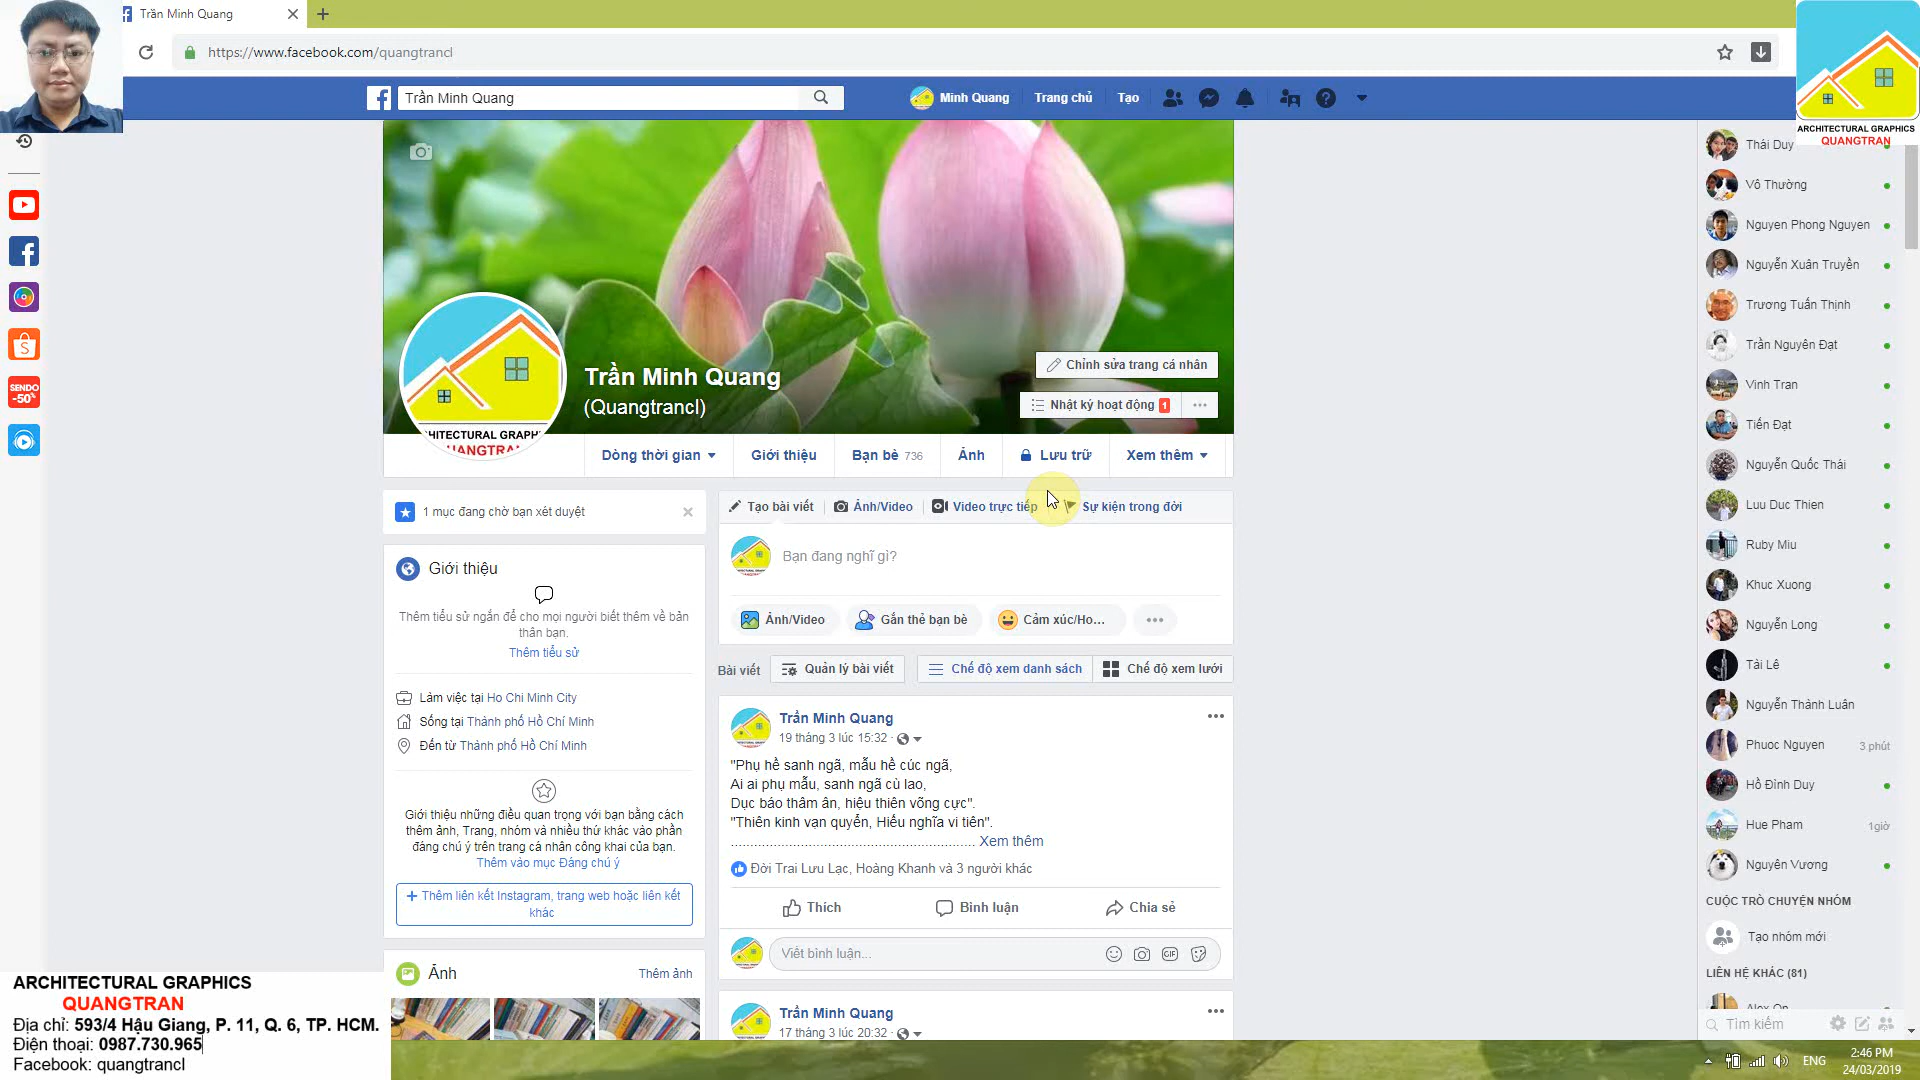 Trần Minh Quang
https://www.facebook.com/quangtrancl
Trần Minh Quang
Minh Quang
Trang chủ
Tạo
ARCHITECTURAL GRAPHICS
QUANGTRAN
Trần Minh Quang
(Quangtrancl)
Chỉnh sửa trang cá nhân
Nhật ký hoạt động 1
Dòng thời gian
Giới thiệu
Bạn bè 736
Ảnh
Lưu trữ
Xem thêm
1 mục đang chờ bạn xét duyệt
Giới thiệu
Thêm tiểu sử ngắn để cho mọi người biết thêm về bản
thân bạn.
Thêm tiểu sử
Làm việc tại Ho Chi Minh City
Sống tại Thành phố Hồ Chí Minh
Đến từ Thành phố Hồ Chí Minh
Giới thiệu những điều quan trọng với bạn bằng cách
thêm ảnh, Trang, nhóm và nhiều thứ khác vào phần
đáng chú ý trên trang cá nhân công khai của bạn.
Thêm vào mục Đáng chú ý
+ Thêm liên kết Instagram, trang web hoặc liên kết
khác
Ảnh
Thêm ảnh
Tạo bài viết
Ảnh/Video
Video trực tiếp
Sự kiện trong đời
Bạn đang nghĩ gì?
Ảnh/Video
Gắn thẻ bạn bè
Cảm xúc/Ho...
Bài viết
Quản lý bài viết
Chế độ xem danh sách
Chế độ xem lưới
Trần Minh Quang
19 tháng 3 lúc 15:32
"Phụ hề sanh ngã, mẫu hề cúc ngã,
Ai ai phụ mẫu, sanh ngã cù lao,
Dục báo thâm ân, hiệu thiên võng cực".
"Thiên kinh vạn quyển, Hiếu nghĩa vi tiên".
................................................................ Xem thêm
Đời Trai Lưu Lạc, Hoàng Khanh và 3 người khác
Thích
Bình luận
Chia sẻ
Viết bình luận...
GIF
Trần Minh Quang
17 tháng 3 lúc 20:32
Thái Duy
Vô Thường
Nguyen Phong Nguyen
Nguyễn Xuân Truyền
Trương Tuấn Thịnh
Trần Nguyên Đạt
Vinh Tran
Tiến Đạt
Nguyễn Quốc Thái
Luu Duc Thien
Ruby Miu
Khuc Xuong
Nguyễn Long
Tài Lê
Nguyễn Thành Luân
Phuoc Nguyen 3 phút
Hồ Đình Duy
Hue Pham 1giờ
Nguyên Vương
CUỘC TRÒ CHUYỆN NHÓM
Tạo nhóm mới
LIÊN HỆ KHÁC (81)
Tìm kiếm
SENDO
-50%
ARCHITECTURAL GRAPHICS
QUANGTRAN
Địa chỉ: 593/4 Hậu Giang, P. 11, Q. 6, TP. HCM.
Điện thoại: 0987.730.965
Facebook: quangtrancl
ENG
2:46 PM
24/03/2019